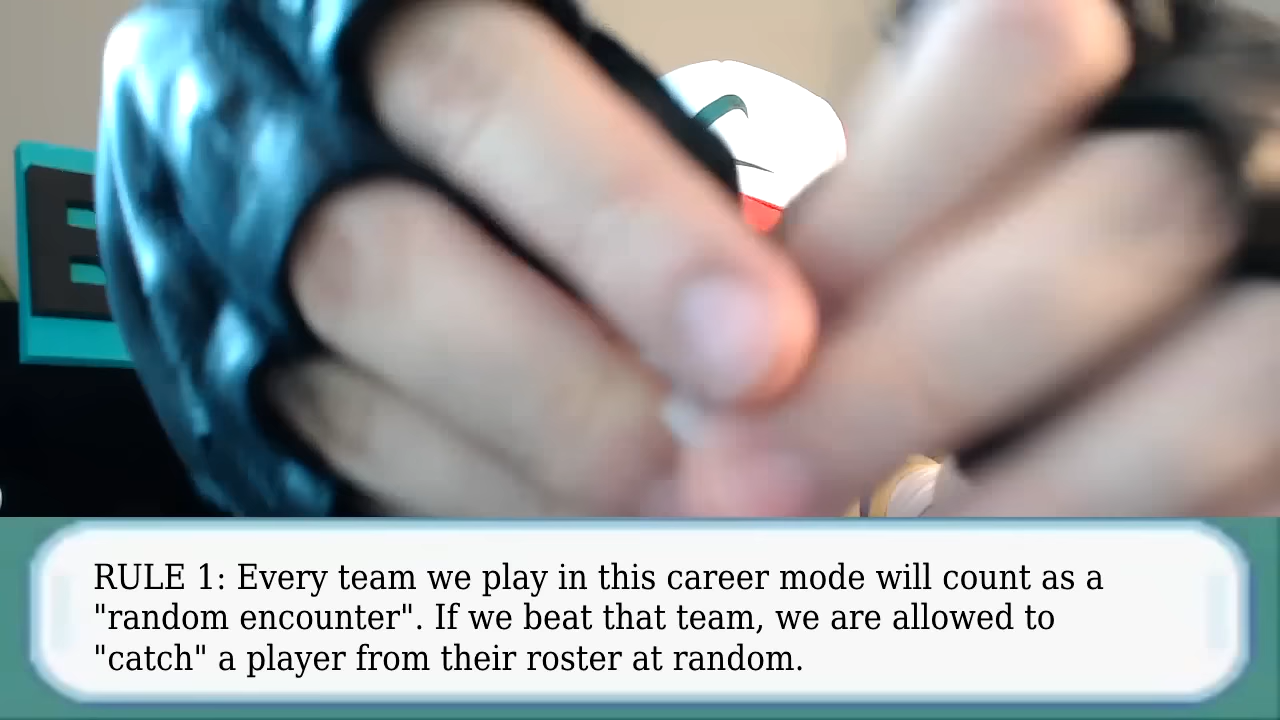 E
RULE 1: Every team we play in this career mode will count as a
"random encounter". If we beat that team, we are allowed to
"catch" a player from their roster at random.